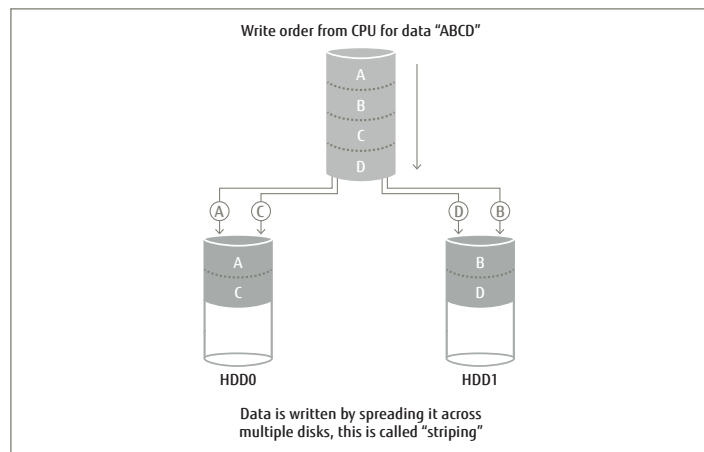 Write order from CPU for data “ABCD”
A
B
C
D
A C D B
A B
C D
HDD0 HDD1
Data is written by spreading it across
multiple disks, this is called “striping”